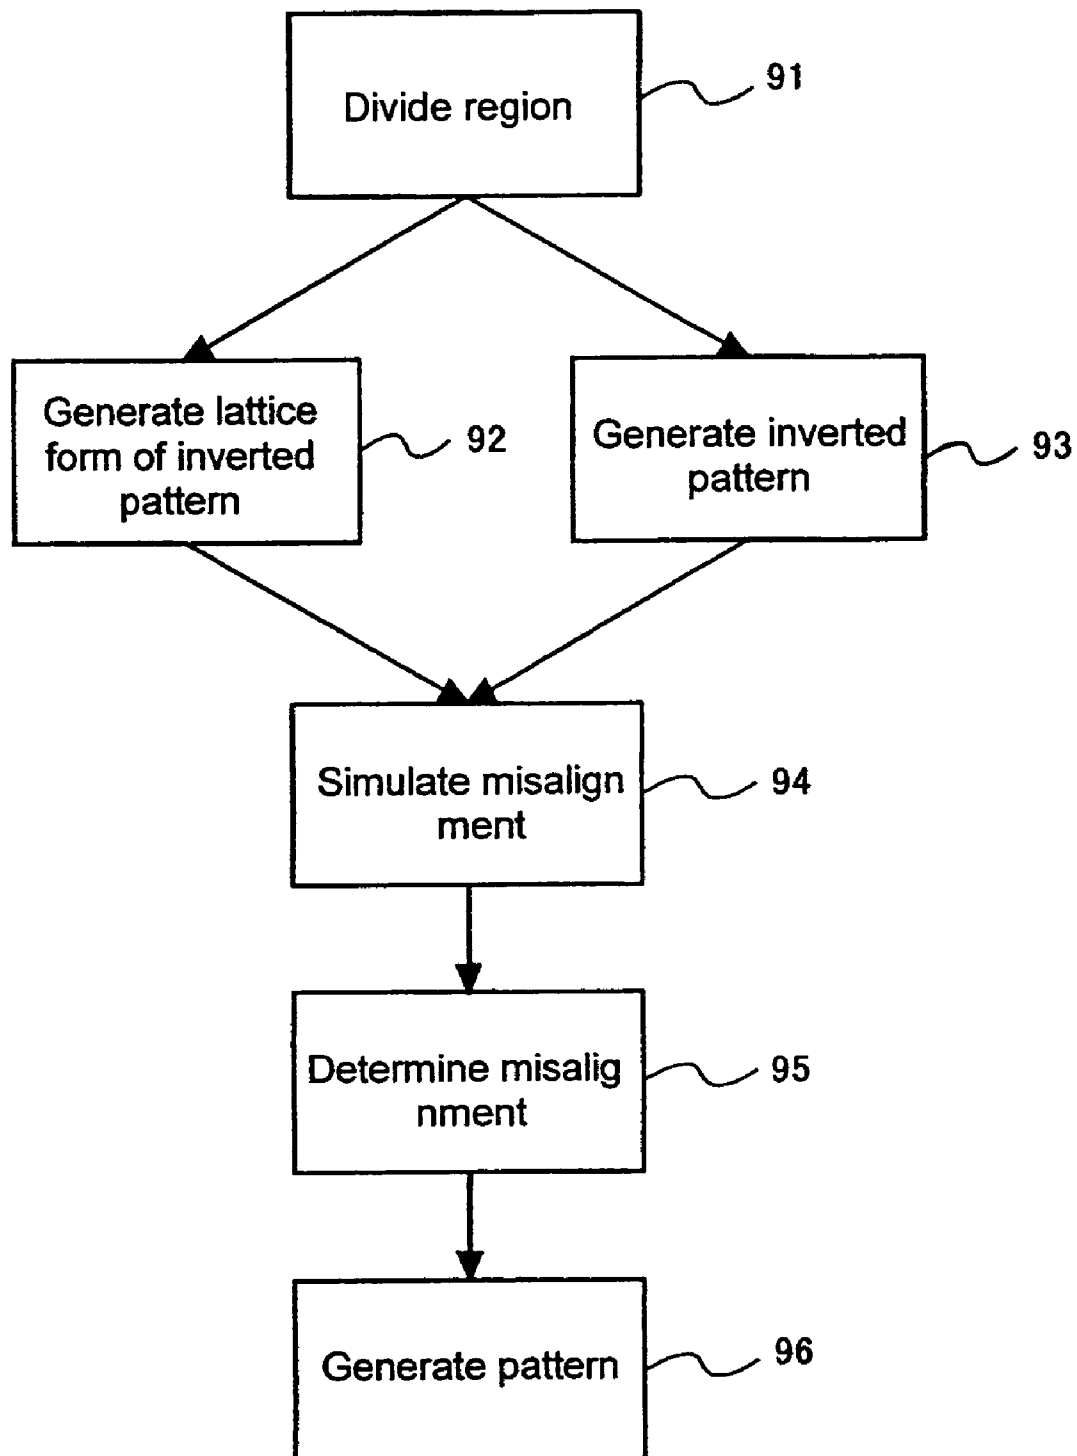 Divide region
91
Generate lattice
form of inverted
pattern
92
Generate inverted
pattern
93
Simulate misalign
ment
94
Determine misalig
nment
95
Generate pattern
96